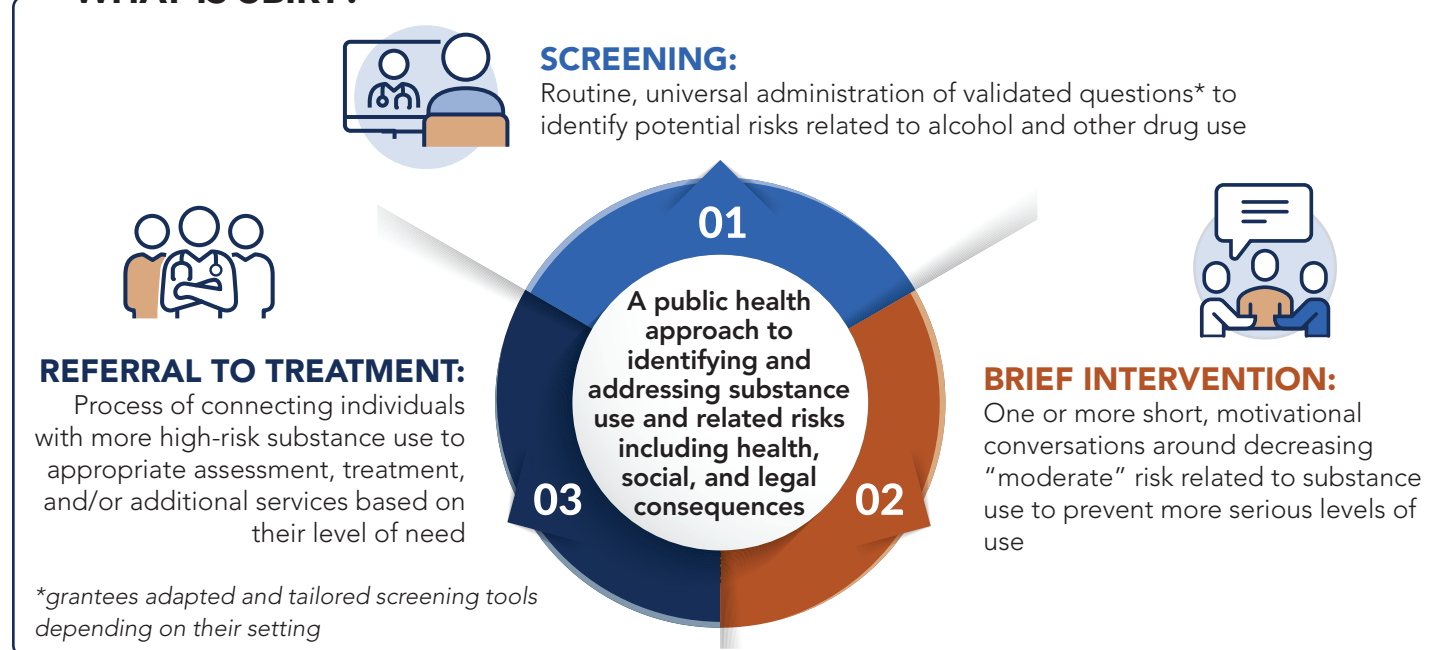 WHAT IS SBIRT?
SCREENING:
Routine, universal administration of validated questions* to
identify potential risks related to alcohol and other drug use
01
A public health
approach to
identifying and
addressing substance
use and related risks
including health,
social, and legal
consequences
02
BRIEF INTERVENTION:
One or more short, motivational
conversations around decreasing
“moderate” risk related to substance
use to prevent more serious levels of
use
03
REFERRAL TO TREATMENT:
Process of connecting individuals
with more high-risk substance use to
appropriate assessment, treatment,
and/or additional services based on
their level of need
*grantees adapted and tailored screening tools
depending on their setting